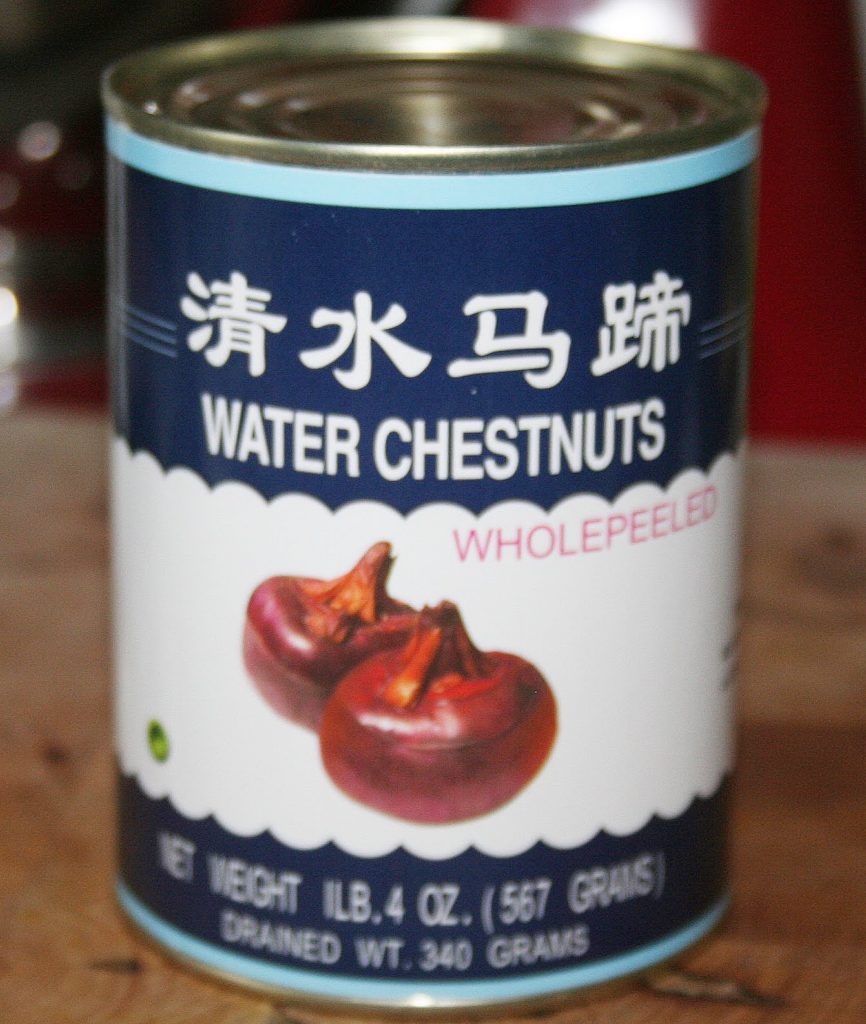 清水马蹄
WATER CHESTNUTS
WHOLEPEELED
NET WEIGHT 1LB.4 OZ.(567 GRAMS)
DRAINED WT.340 GRAMS